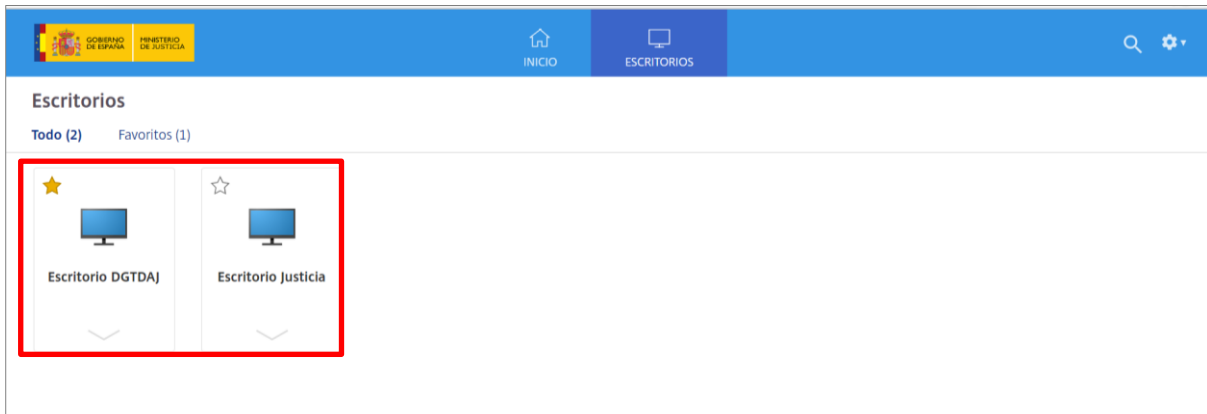 GOBIERNO DE ESPAÑA
MINISTERIO DE JUSTICIA
INICIO
ESCRITORIOS
Escritorios
Todo (2) Favoritos (1)
Escritorio DGTDAJ
Escritorio Justicia